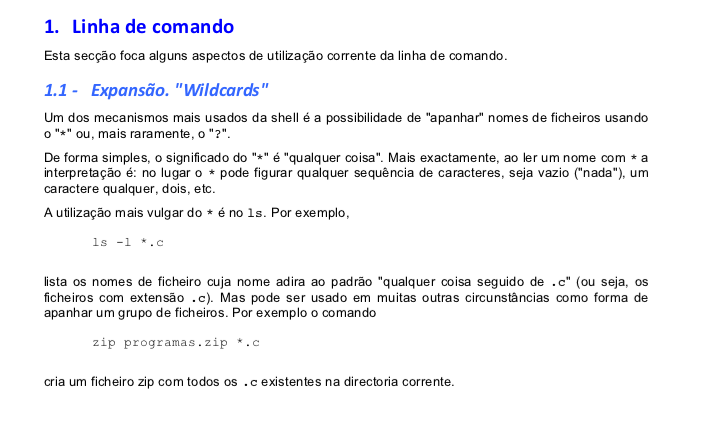 1. Linha de comando
Esta secção foca alguns aspectos de utilização corrente da linha de comando.
1.1 - Expansão. "Wildcards"
Um dos mecanismos mais usados da shell é a possibilidade de "apanhar" nomes de ficheiros usando
o "*" ou, mais raramente, o "?".
De forma simples, o significado do "*" é "qualquer coisa". Mais exactamente, ao ler um nome com * a
interpretação é: no lugar o * pode figurar qualquer sequência de caracteres, seja vazio ("nada"), um
caractere qualquer, dois, etc.
A utilização mais vulgar do * é no ls. Por exemplo,
ls -l *.c
lista os nomes de ficheiro cuja nome adira ao padrão "qualquer coisa seguido de .c" (ou seja, os
ficheiros com extensão .c). Mas pode ser usado em muitas outras circunstâncias como forma de
apanhar um grupo de ficheiros. Por exemplo o comando
zip programas.zip *.c
cria um ficheiro zip com todos os .c existentes na directoria corrente.